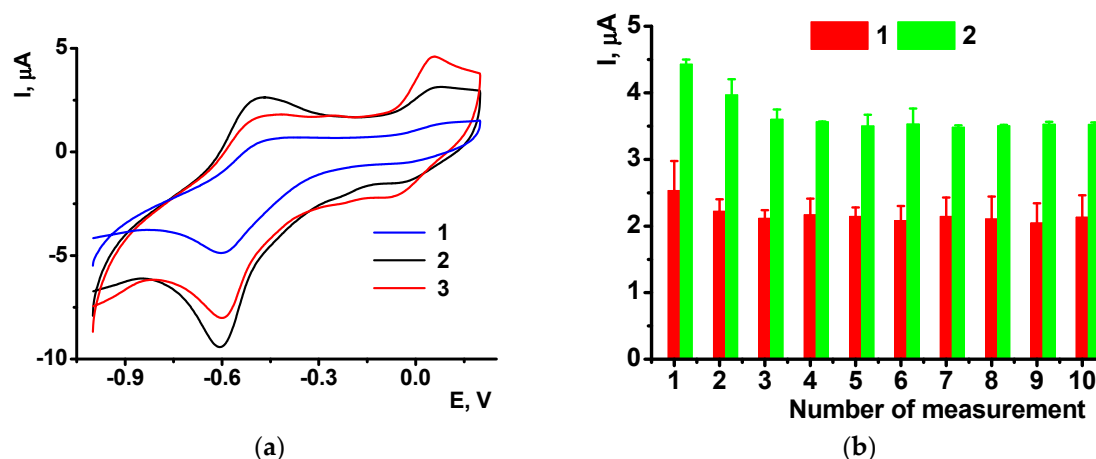 I, μA
5
0
-5
-10
-0.9 -0.6 -0.3 0.0
E, V
1
2
3
(a)
I, μA
5
4
3
2
1
0
1 2
1 2 3 4 5 6 7 8 9 10
Number of measurement
(b)